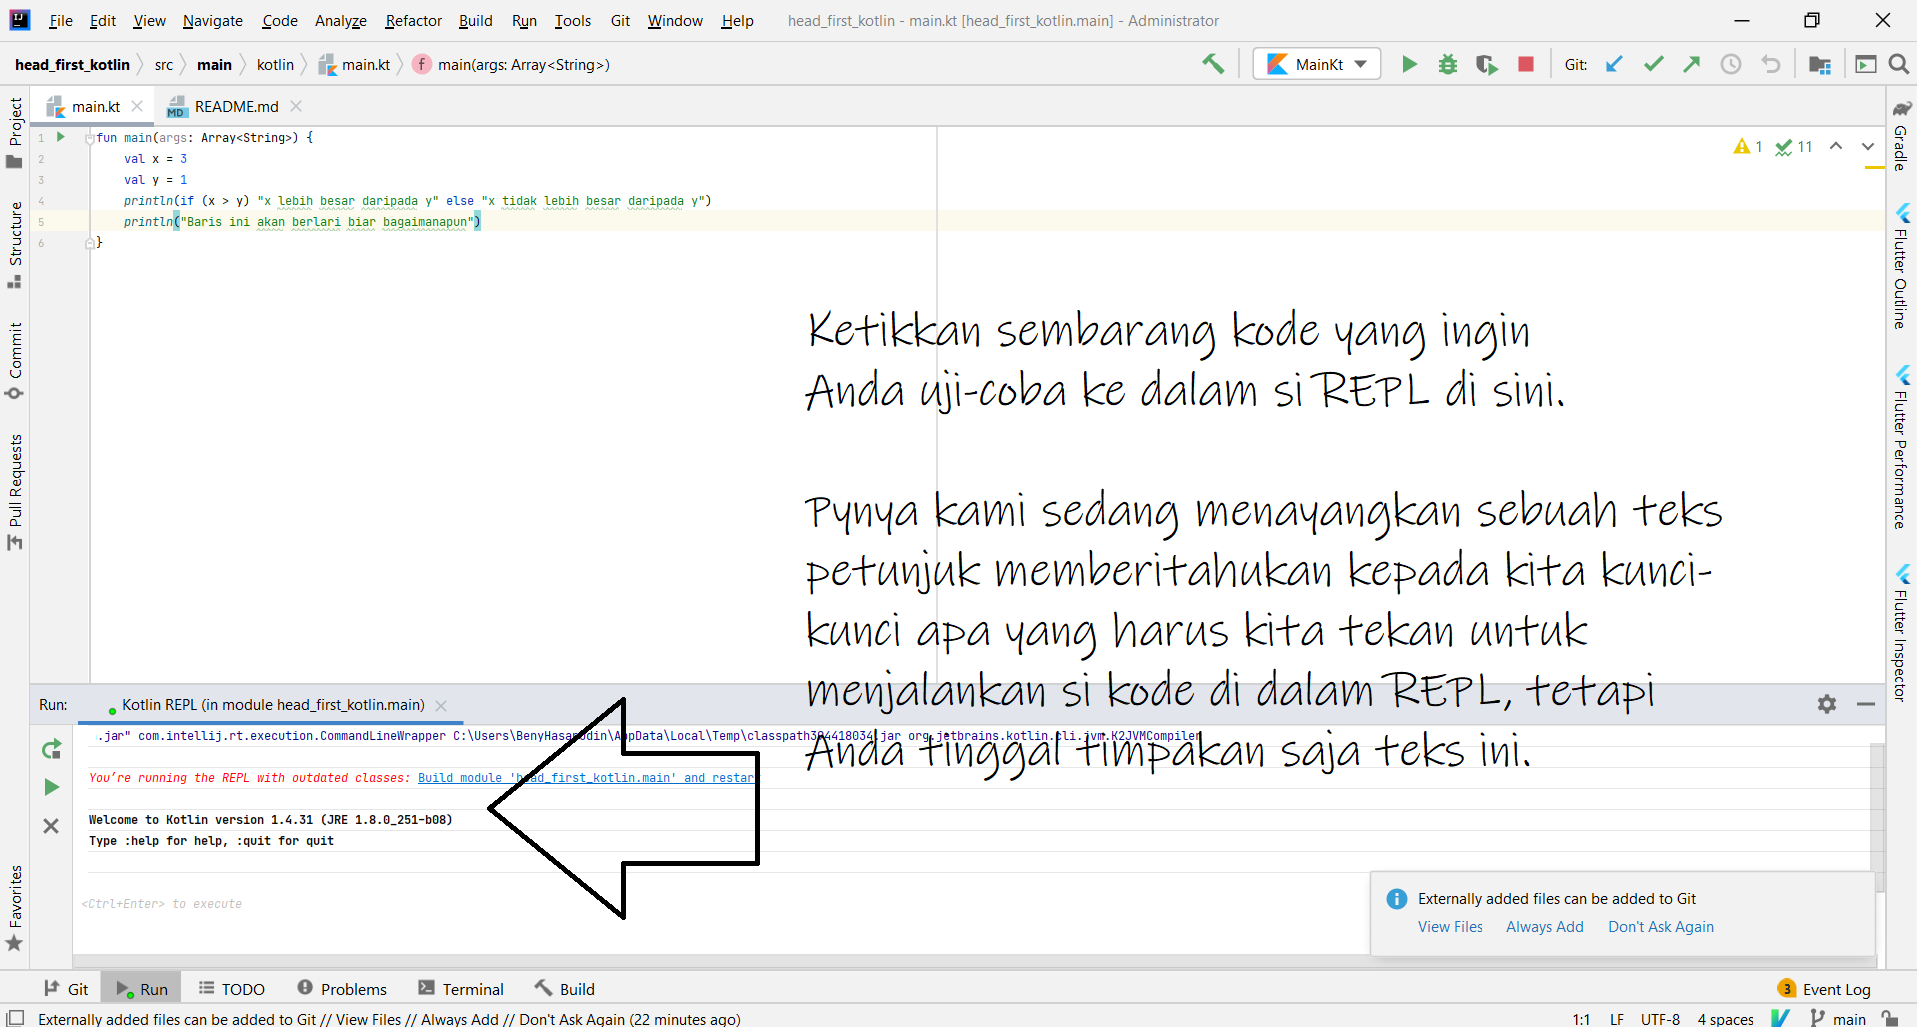 File Edit View Navigate Code Analyze Refactor Build Run Tools Git Window Help head_first_kotlin - main.kt [head_first_kotlin.main] - Administrator
head_first_kotlin src main kotlin main.kt main(args: Array<String>) MainKt Git:
main.kt README.md
1 fun main(args: Array<String>) {
2 val x = 3
3 val y = 1
4 println(if (x > y) "x lebih besar daripada y" else "x tidak lebih besar daripada y")
5 println("Baris ini akan berlari biar bagaimanapun")
6 }
1 11
Project
Structure
Commit
Pull Requests
Favorites
Gradle
Flutter Outline
Flutter Performance
Flutter Inspector
Ketikkan sembarang kode yang ingin
Anda uji-coba ke dalam si REPL di sini.
Pynya kami sedang menayangkan sebuah teks
petunjuk memberitahukan kepada kita kunci-
kunci apa yang harus kita tekan untuk
menjalankan si kode di dalam REPL, tetapi
Anda tinggal timpakan saja teks ini.
Run: Kotlin REPL (in module head_first_kotlin.main)
.jar" com.intellij.rt.execution.CommandLineWrapper C:\Users\BenyHasanudin\AppData\Local\Temp\classpath304418034.jar org.jetbrains.kotlin.cli.jvm.K2JVMCompiler
You're running the REPL with outdated classes: Build module 'head_first_kotlin.main' and restart
Welcome to Kotlin version 1.4.31 (JRE 1.8.0_251-b08)
Type :help for help, :quit for quit
<Ctrl+Enter> to execute
Externally added files can be added to Git
View Files Always Add Don't Ask Again
Git Run TODO Problems Terminal Build 3 Event Log
Externally added files can be added to Git // View Files // Always Add // Don't Ask Again (22 minutes ago) 1:1 LF UTF-8 4 spaces main